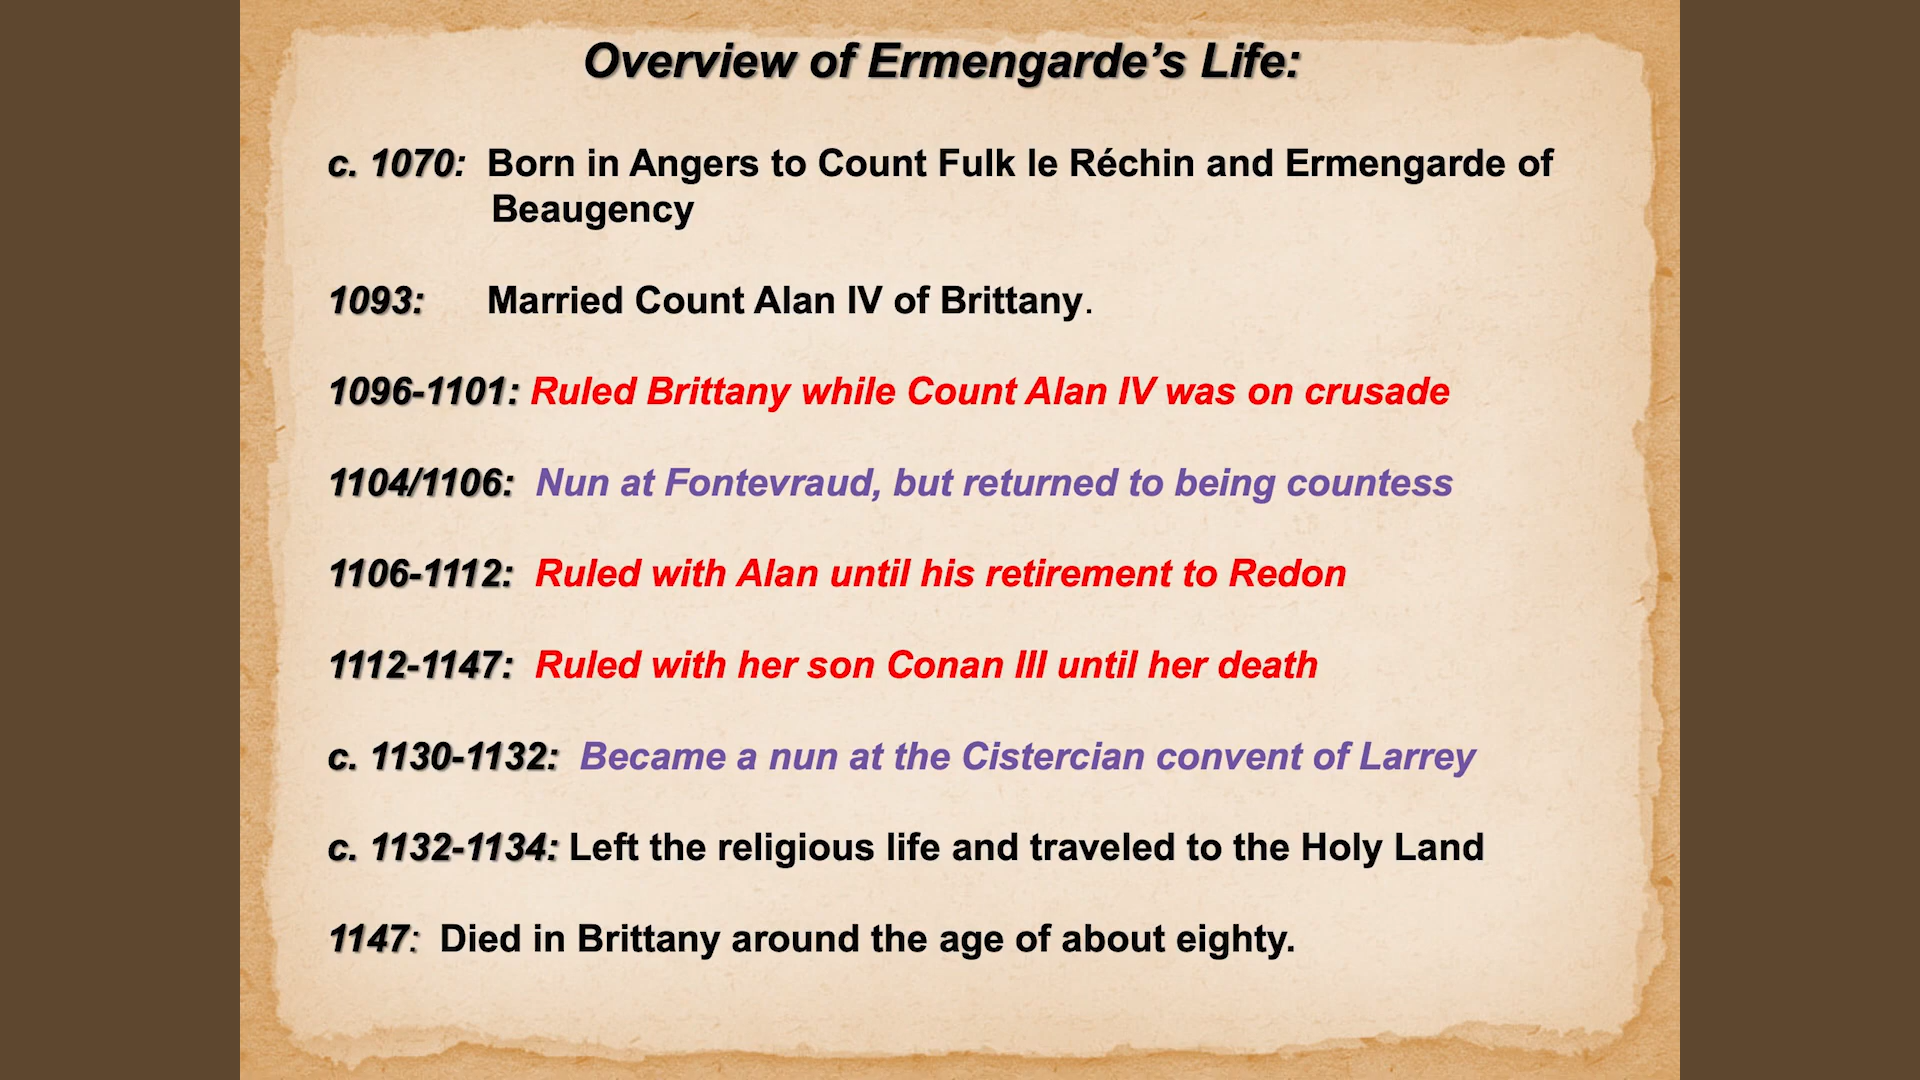 Overview of Ermengarde’s Life:
c. 1070: Born in Angers to Count Fulk le Réchin and Ermengarde of
Beaugency
1093: Married Count Alan IV of Brittany.
1096-1101: Ruled Brittany while Count Alan IV was on crusade
1104/1106: Nun at Fontevraud, but returned to being countess
1106-1112: Ruled with Alan until his retirement to Redon
1112-1147: Ruled with her son Conan III until her death
c. 1130-1132: Became a nun at the Cistercian convent of Larrey
c. 1132-1134: Left the religious life and traveled to the Holy Land
1147: Died in Brittany around the age of about eighty.